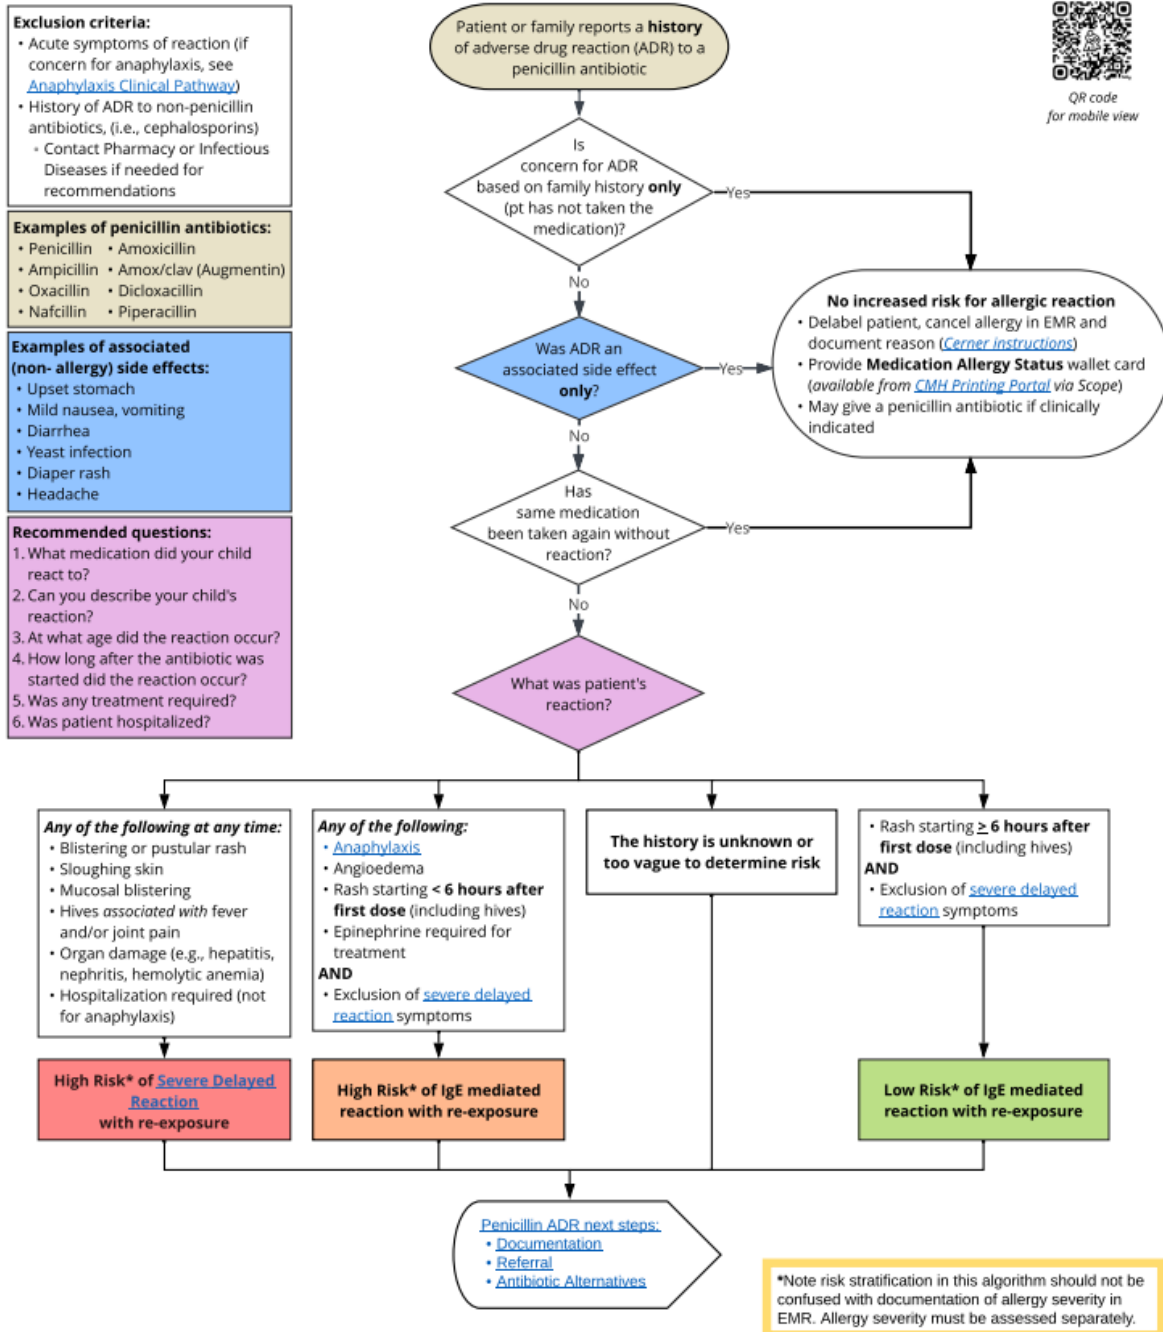 Exclusion criteria:
• Acute symptoms of reaction (if
concern for anaphylaxis, see
Anaphylaxis Clinical Pathway)
• History of ADR to non-penicillin
antibiotics, (i.e., cephalosporins)
◦ Contact Pharmacy or Infectious
Diseases if needed for
recommendations
Examples of penicillin antibiotics:
• Penicillin • Amoxicillin
• Ampicillin • Amox/clav (Augmentin)
• Oxacillin • Dicloxacillin
• Nafcillin • Piperacillin
Examples of associated
(non- allergy) side effects:
• Upset stomach
• Mild nausea, vomiting
• Diarrhea
• Yeast infection
• Diaper rash
• Headache
Recommended questions:
1. What medication did your child
react to?
2. Can you describe your child's
reaction?
3. At what age did the reaction occur?
4. How long after the antibiotic was
started did the reaction occur?
5. Was any treatment required?
6. Was patient hospitalized?
Patient or family reports a history
of adverse drug reaction (ADR) to a
penicillin antibiotic
QR code
for mobile view
Is
concern for ADR
based on family history only
(pt has not taken the
medication)?
Yes
No
Was ADR an
associated side effect
only?
Yes
No
Has
same medication
been taken again without
reaction?
Yes
No
No increased risk for allergic reaction
• Delabel patient, cancel allergy in EMR and
document reason (Cerner instructions)
• Provide Medication Allergy Status wallet card
(available from CMH Printing Portal via Scope)
• May give a penicillin antibiotic if clinically
indicated
What was patient's
reaction?
Any of the following at any time:
• Blistering or pustular rash
• Sloughing skin
• Mucosal blistering
• Hives associated with fever
and/or joint pain
• Organ damage (e.g., hepatitis,
nephritis, hemolytic anemia)
• Hospitalization required (not
for anaphylaxis)
Any of the following:
• Anaphylaxis
• Angioedema
• Rash starting < 6 hours after
first dose (including hives)
• Epinephrine required for
treatment
AND
• Exclusion of severe delayed
reaction symptoms
The history is unknown or
too vague to determine risk
• Rash starting ≥ 6 hours after
first dose (including hives)
AND
• Exclusion of severe delayed
reaction symptoms
High Risk* of Severe Delayed
Reaction
with re-exposure
High Risk* of IgE mediated
reaction with re-exposure
Low Risk* of IgE mediated
reaction with re-exposure
Penicillin ADR next steps:
• Documentation
• Referral
• Antibiotic Alternatives
*Note risk stratification in this algorithm should not be
confused with documentation of allergy severity in
EMR. Allergy severity must be assessed separately.